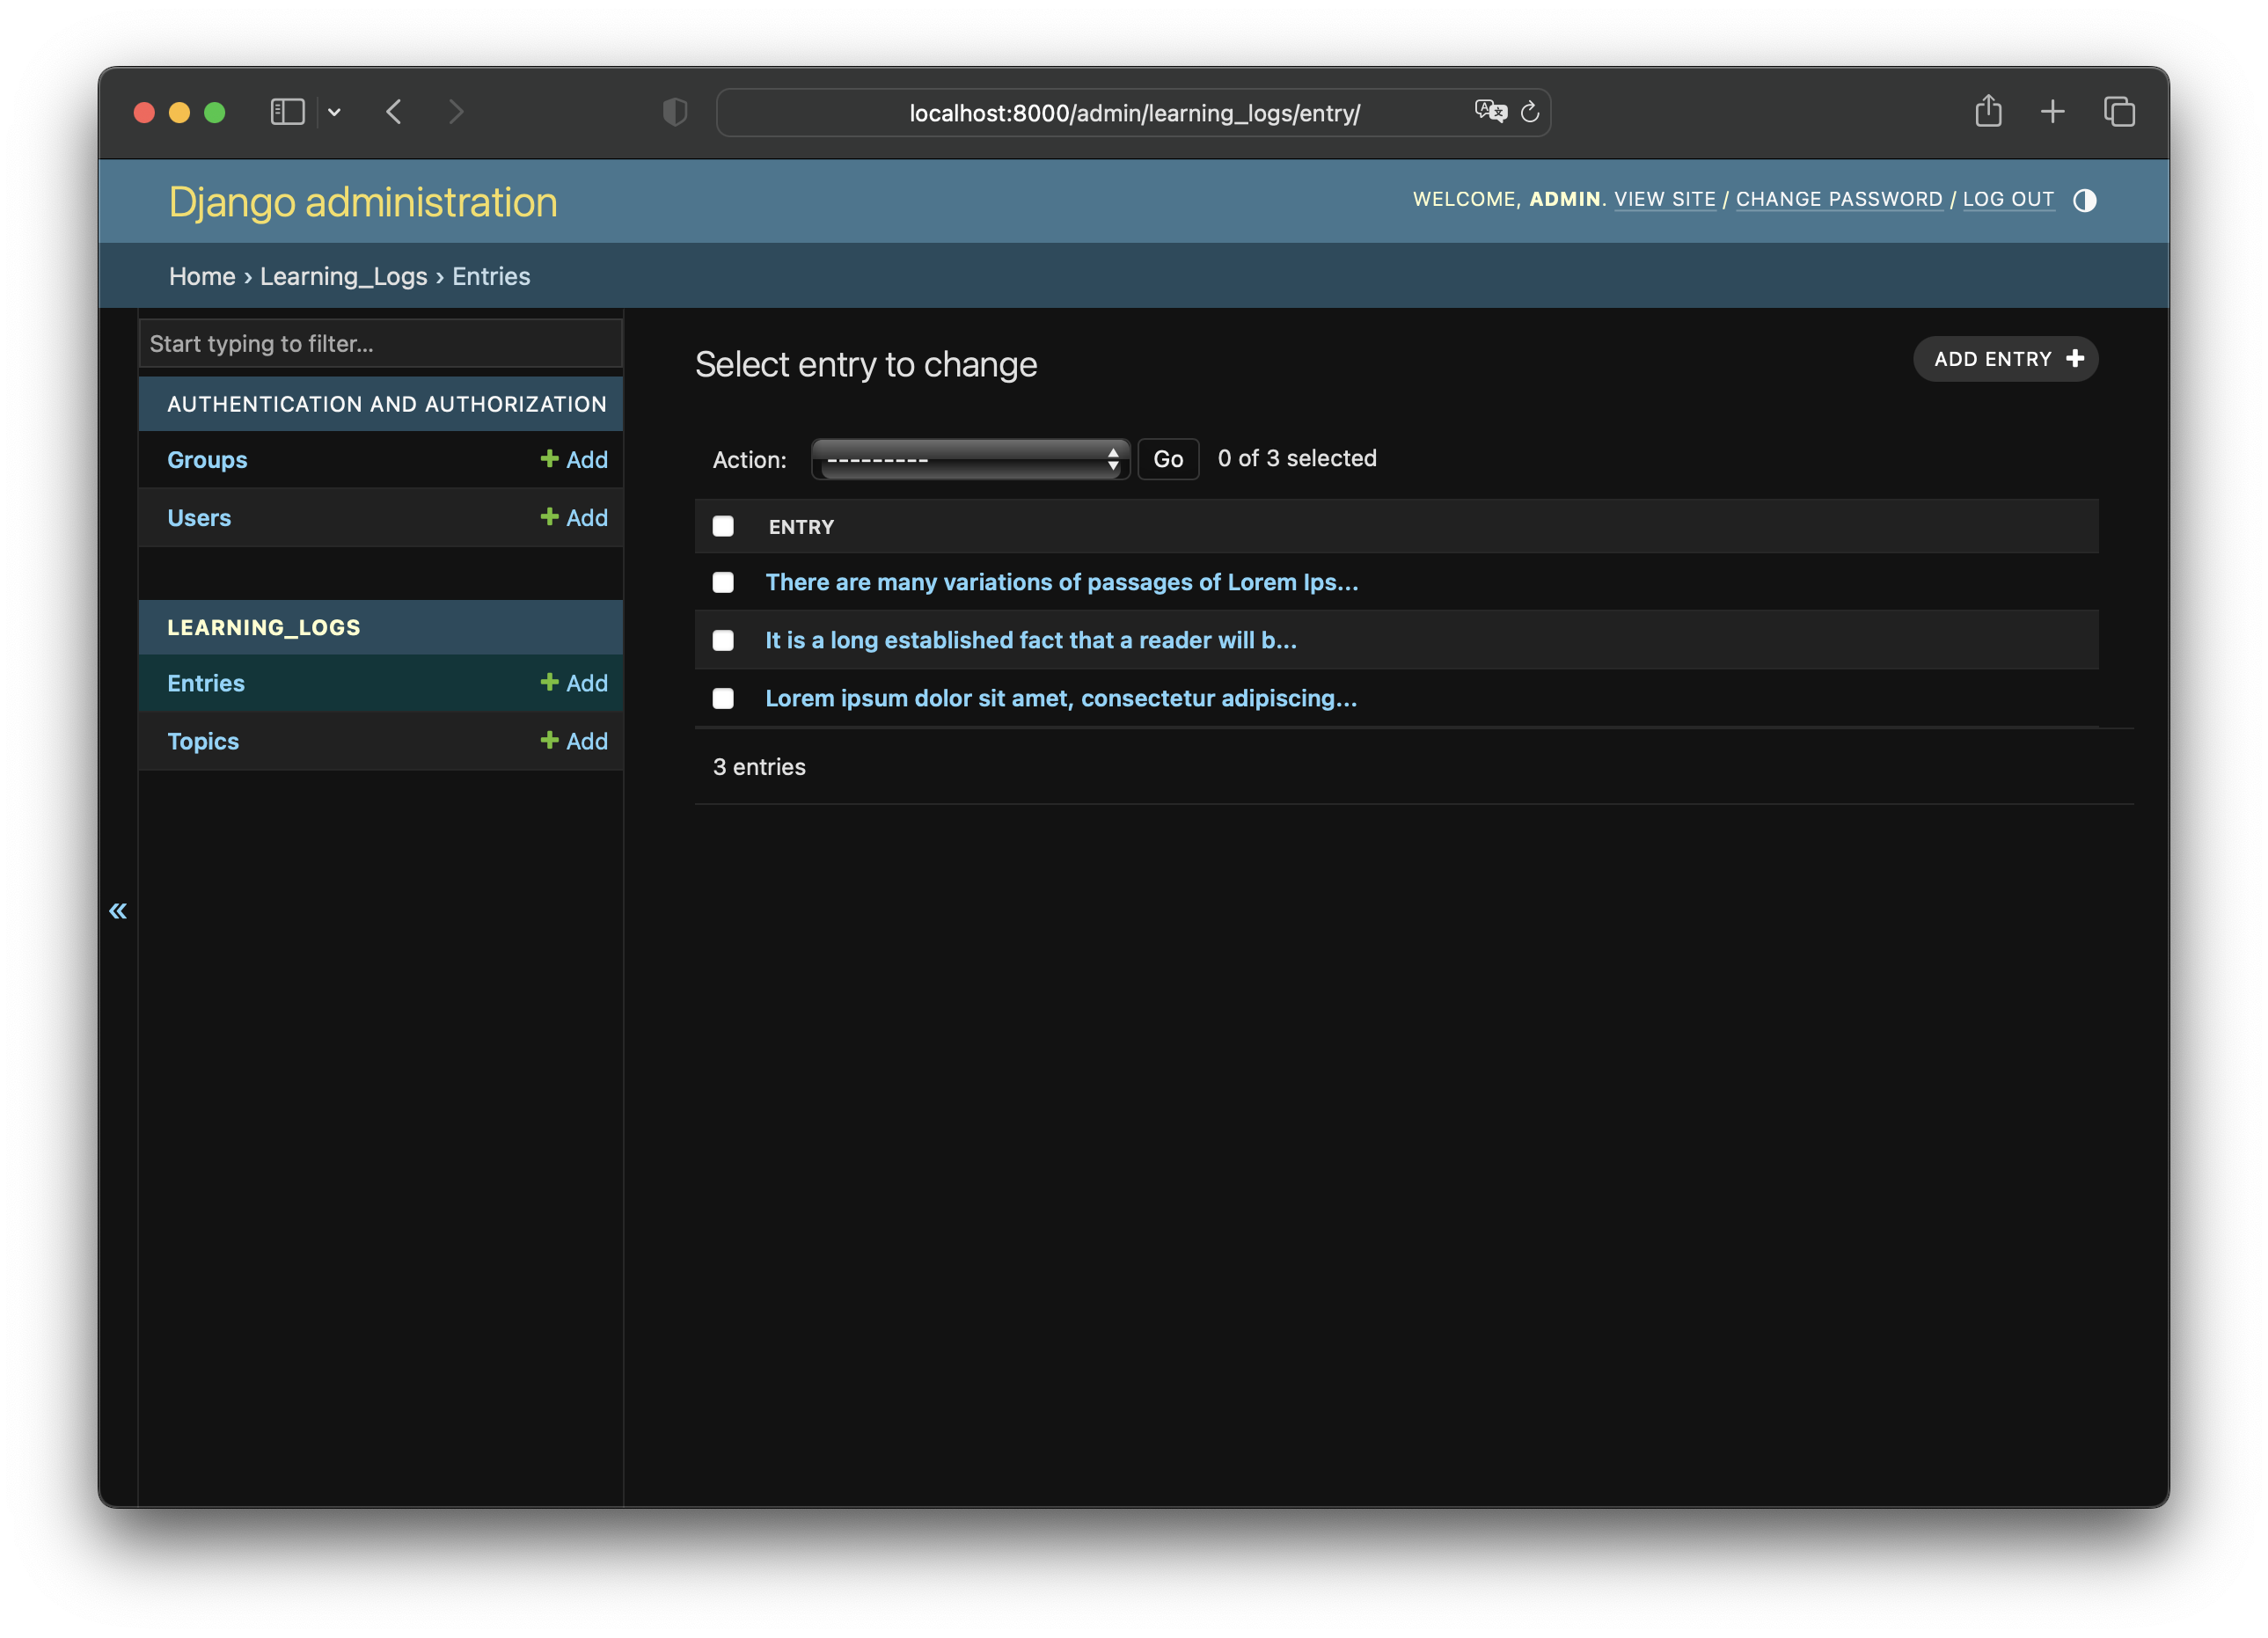 localhost:8000/admin/learning_logs/entry/
Django administration
WELCOME, ADMIN. VIEW SITE / CHANGE PASSWORD / LOG OUT
Home › Learning_Logs › Entries
Start typing to filter...
AUTHENTICATION AND AUTHORIZATION
Groups + Add
Users + Add
LEARNING_LOGS
Entries + Add
Topics + Add
«
Select entry to change
ADD ENTRY +
Action: --------- Go 0 of 3 selected
ENTRY
There are many variations of passages of Lorem Ips...
It is a long established fact that a reader will b...
Lorem ipsum dolor sit amet, consectetur adipiscing...
3 entries